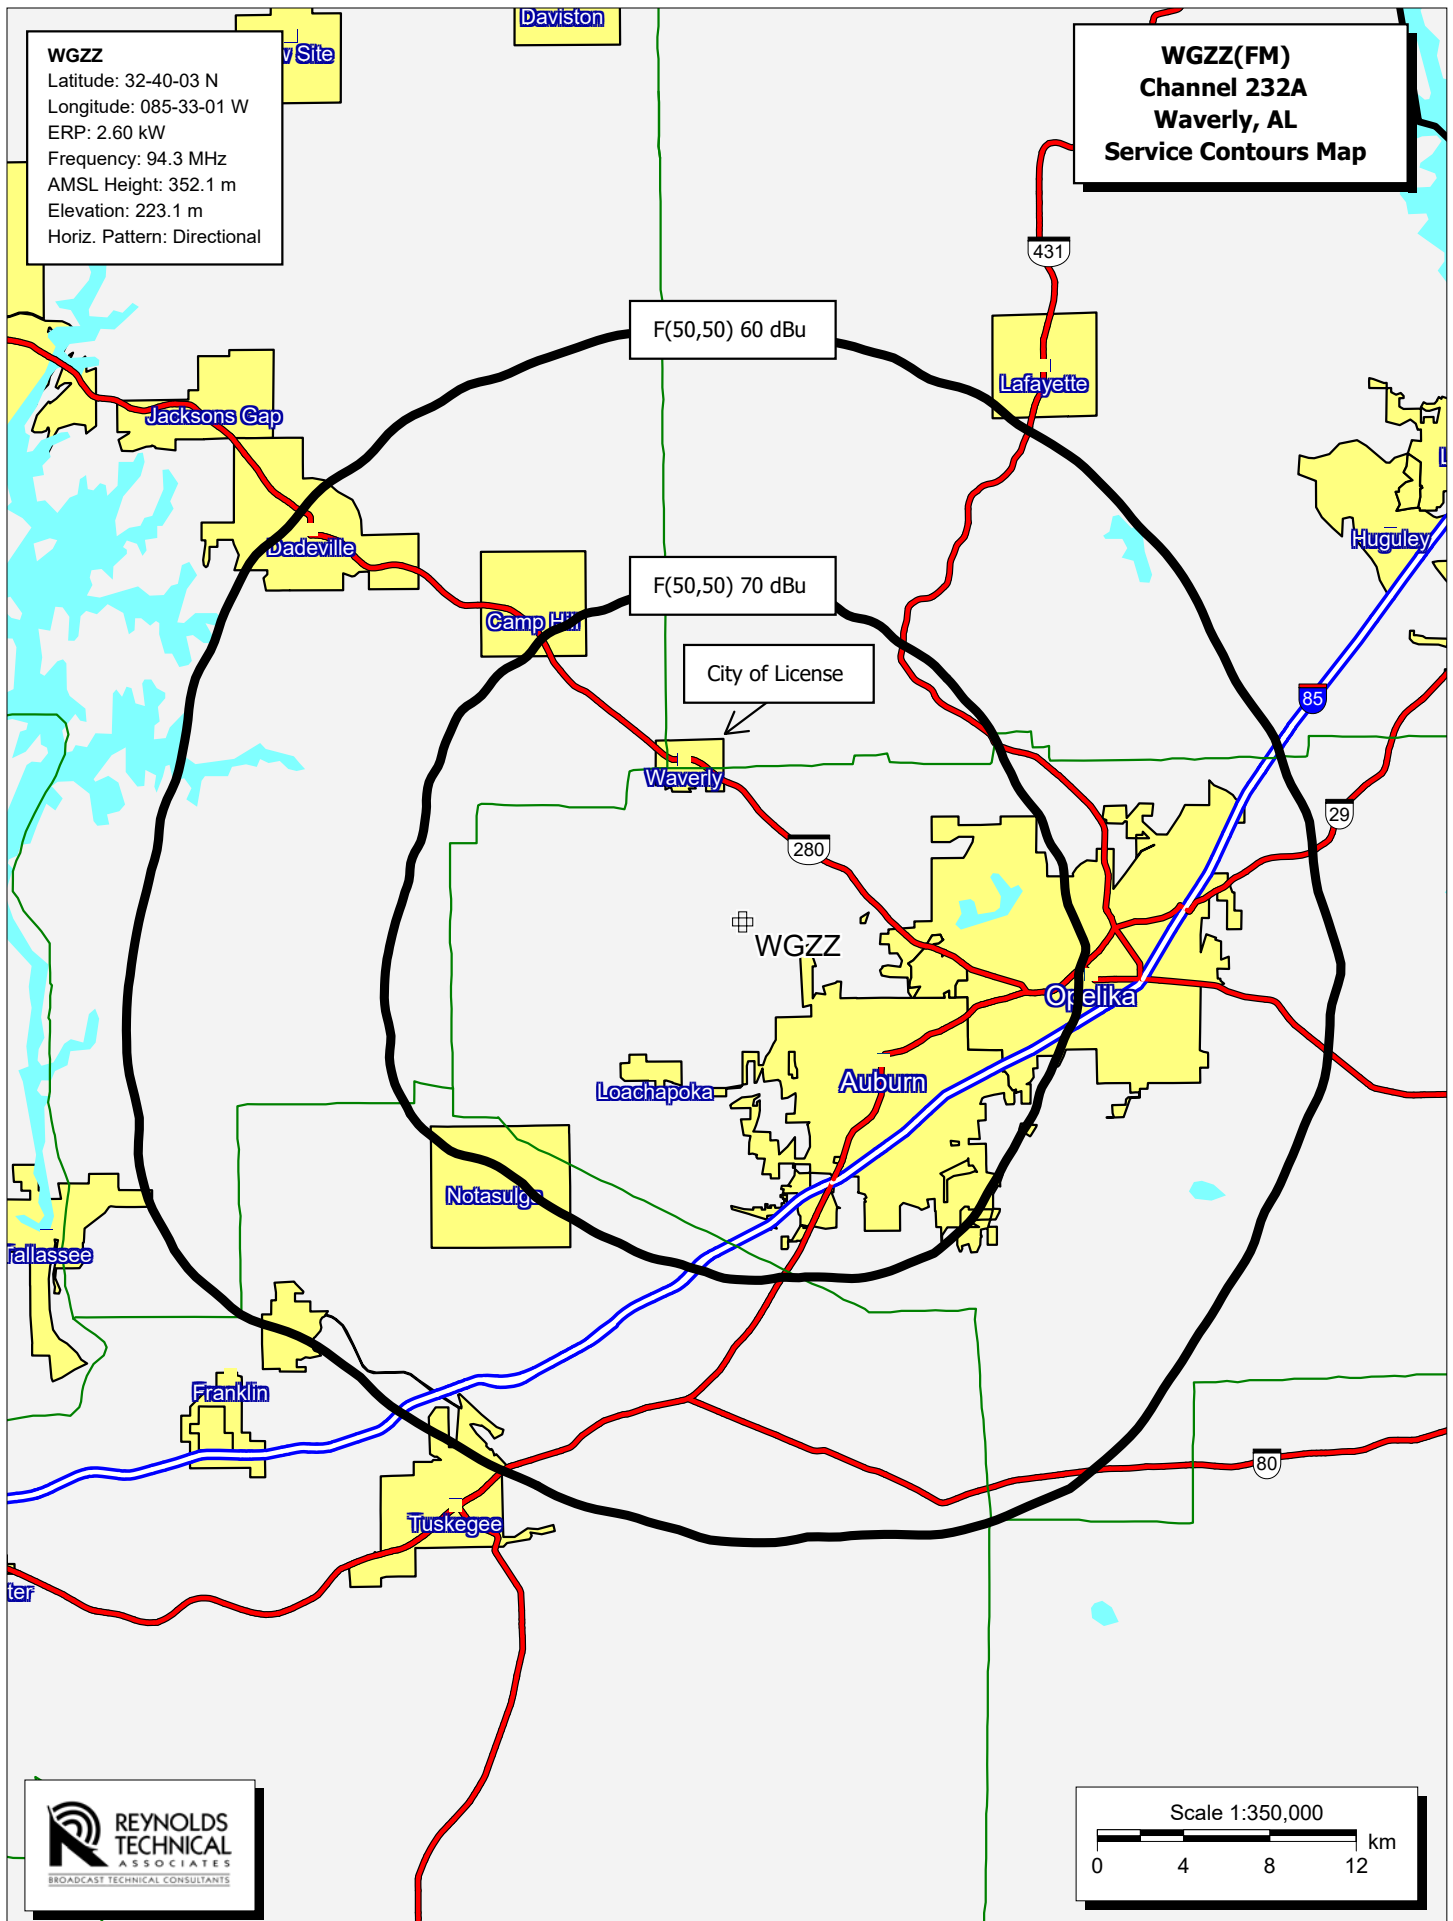 Daviston
WGZZ
Latitude: 32-40-03 N
Longitude: 085-33-01 W
ERP: 2.60 kW
Frequency: 94.3 MHz
AMSL Height: 352.1 m
Elevation: 223.1 m
Horiz. Pattern: Directional
Site
WGZZ(FM)
Channel 232A
Waverly, AL
Service Contours Map
431
F(50,50) 60 dBu
Lafayette
Jacksons Gap
Huguley
Dadeville
F(50,50) 70 dBu
Camp Hill
City of License
85
Waverly
29
280
WGZZ
Opelika
Auburn
Loachapoka
Notasulga
Tallassee
Franklin
80
Tuskegee
ter
REYNOLDS
TECHNICAL
ASSOCIATES
BROADCAST TECHNICAL CONSULTANTS
Scale 1:350,000
km
0 4 8 12